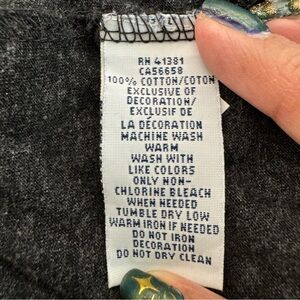 RN 41381
CA56658
100% COTTON/COTON
EXCLUSIVE OF
DECORATION/
EXCLUSIF DE
LA DÉCORATION
MACHINE WASH
WARM
WASH WITH
LIKE COLORS
ONLY NON-
CHLORINE BLEACH
WHEN NEEDED
TUMBLE DRY LOW
WARM IRON IF NEEDED
DO NOT IRON
DECORATION
DO NOT DRY CLEAN